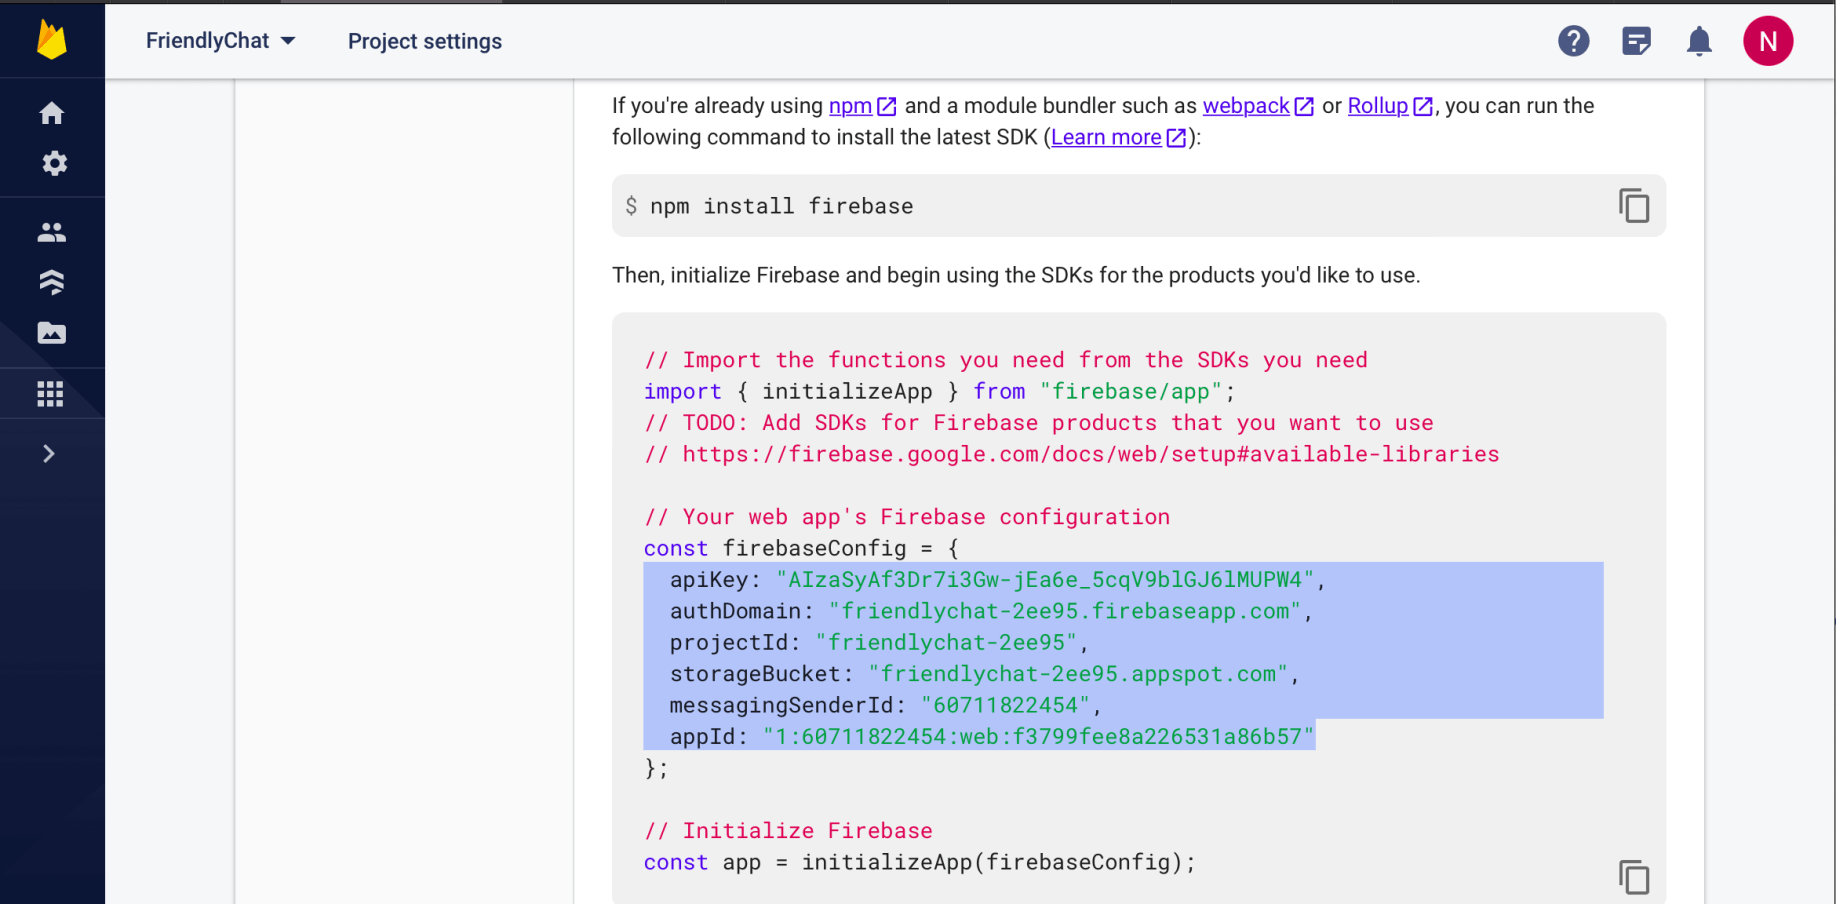 FriendlyChat
Project settings
N
If you're already using npm and a module bundler such as webpack or Rollup, you can run the
following command to install the latest SDK (Learn more):
$ npm install firebase
Then, initialize Firebase and begin using the SDKs for the products you'd like to use.
// Import the functions you need from the SDKs you need
import { initializeApp } from "firebase/app";
// TODO: Add SDKs for Firebase products that you want to use
// https://firebase.google.com/docs/web/setup#available-libraries
// Your web app's Firebase configuration
const firebaseConfig = {
apiKey: "AIzaSyAf3Dr7i3Gw-jEa6e_5cqV9blGJ6lMUPW4",
authDomain: "friendlychat-2ee95.firebaseapp.com",
projectId: "friendlychat-2ee95",
storageBucket: "friendlychat-2ee95.appspot.com",
messagingSenderId: "60711822454",
appId: "1:60711822454:web:f3799fee8a226531a86b57"
};
// Initialize Firebase
const app = initializeApp(firebaseConfig);